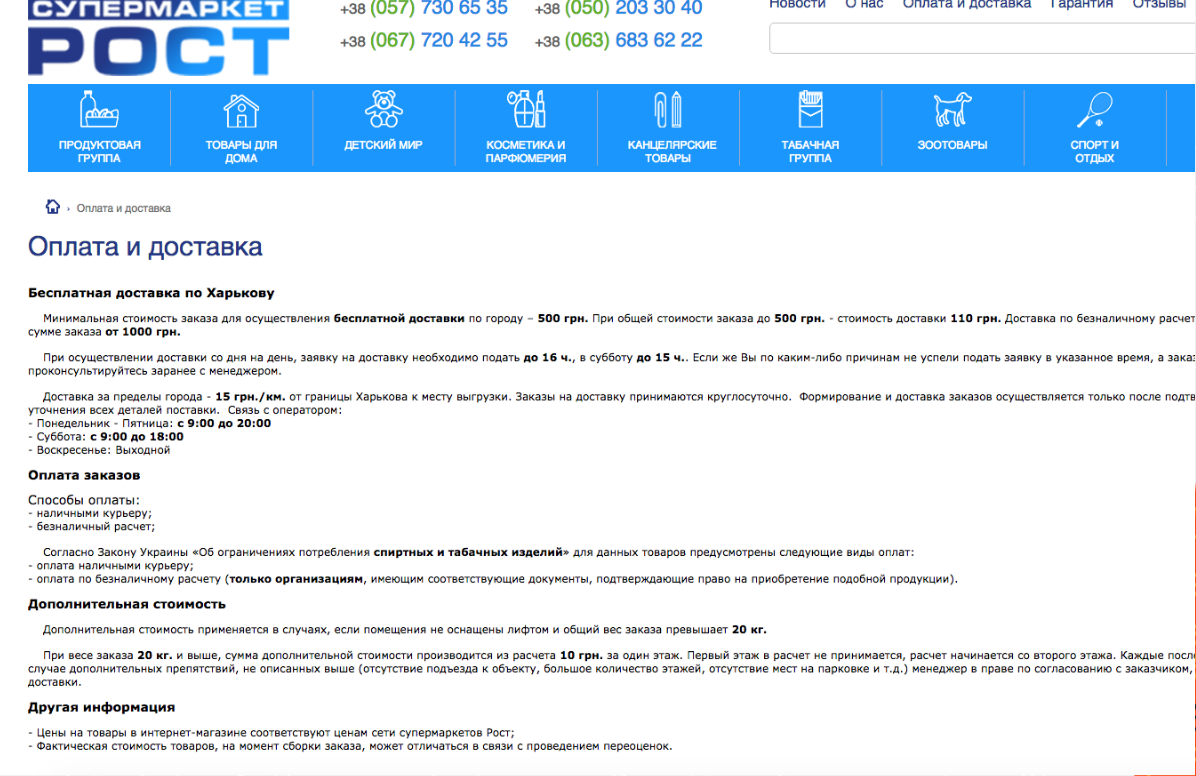 СУПЕРМАРКЕТ
РОСТ
+38 (057) 730 65 35 +38 (050) 203 30 40
+38 (067) 720 42 55 +38 (063) 683 62 22
Новости О нас Оплата и доставка Гарантия Отзывы
ПРОДУКТОВАЯ ГРУППА
ТОВАРЫ ДЛЯ ДОМА
ДЕТСКИЙ МИР
КОСМЕТИКА И ПАРФЮМЕРИЯ
КАНЦЕЛЯРСКИЕ ТОВАРЫ
ТАБАЧНАЯ ГРУППА
ЗООТОВАРЫ
СПОРТ И ОТДЫХ
› Оплата и доставка
Оплата и доставка
Бесплатная доставка по Харькову
Минимальная стоимость заказа для осуществления бесплатной доставки по городу – 500 грн. При общей стоимости заказа до 500 грн. - стоимость доставки 110 грн. Доставка по безналичному расчет
сумме заказа от 1000 грн.
При осуществлении доставки со дня на день, заявку на доставку необходимо подать до 16 ч., в субботу до 15 ч.. Если же Вы по каким-либо причинам не успели подать заявку в указанное время, а зака
проконсультируйтесь заранее с менеджером.
Доставка за пределы города - 15 грн./км. от границы Харькова к месту выгрузки. Заказы на доставку принимаются круглосуточно. Формирование и доставка заказов осуществляется только после подтв
уточнения всех деталей поставки. Связь с оператором:
- Понедельник - Пятница: с 9:00 до 20:00
- Суббота: с 9:00 до 18:00
- Воскресенье: Выходной
Оплата заказов
Способы оплаты:
- наличными курьеру;
- безналичный расчет;
Согласно Закону Украины «Об ограничениях потребления спиртных и табачных изделий» для данных товаров предусмотрены следующие виды оплат:
- оплата наличными курьеру;
- оплата по безналичному расчету (только организациям, имеющим соответствующие документы, подтверждающие право на приобретение подобной продукции).
Дополнительная стоимость
Дополнительная стоимость применяется в случаях, если помещения не оснащены лифтом и общий вес заказа превышает 20 кг.
При весе заказа 20 кг. и выше, сумма дополнительной стоимости производится из расчета 10 грн. за один этаж. Первый этаж в расчет не принимается, расчет начинается со второго этажа. Каждые посл
случае дополнительных препятствий, не описанных выше (отсутствие подъезда к объекту, большое количество этажей, отсутствие мест на парковке и т.д.) менеджер в праве по согласованию с заказчиком,
доставки.
Другая информация
- Цены на товары в интернет-магазине соответствуют ценам сети супермаркетов Рост;
- Фактическая стоимость товаров, на момент сборки заказа, может отличаться в связи с проведением переоценок.